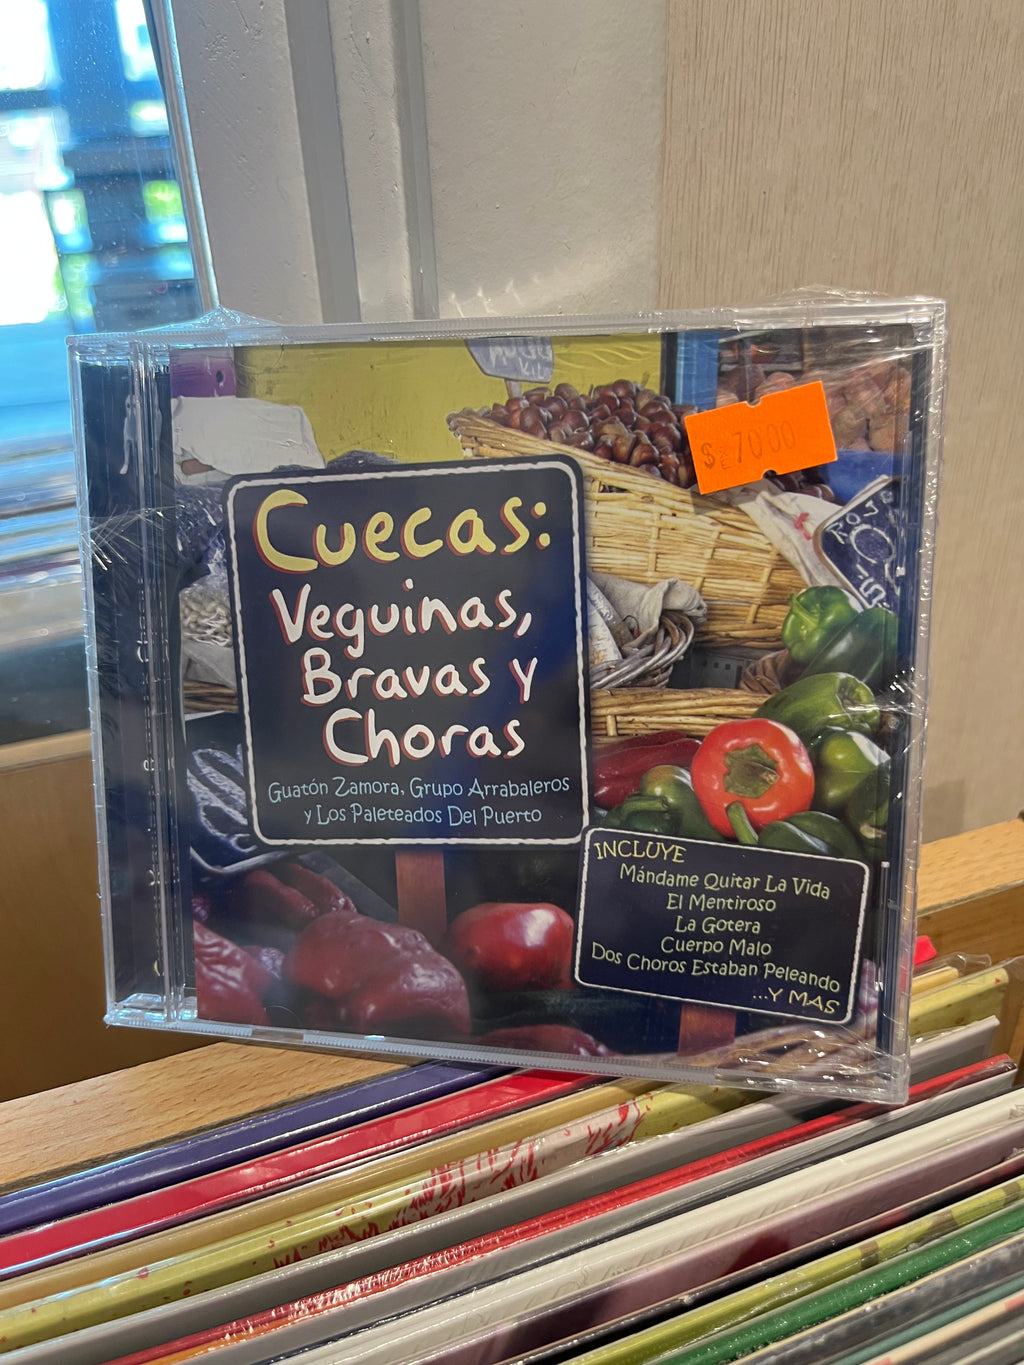 $ 7000
Cuecas:
Veguinas,
Bravas y
Choras
Guatón Zamora, Grupo Arrabaleros
y Los Paleteados Del Puerto
INCLUYE
Mándame Quitar La Vida
El Mentiroso
La Gotera
Cuerpo Malo
Dos Choros Estaban Peleando
...Y MAS